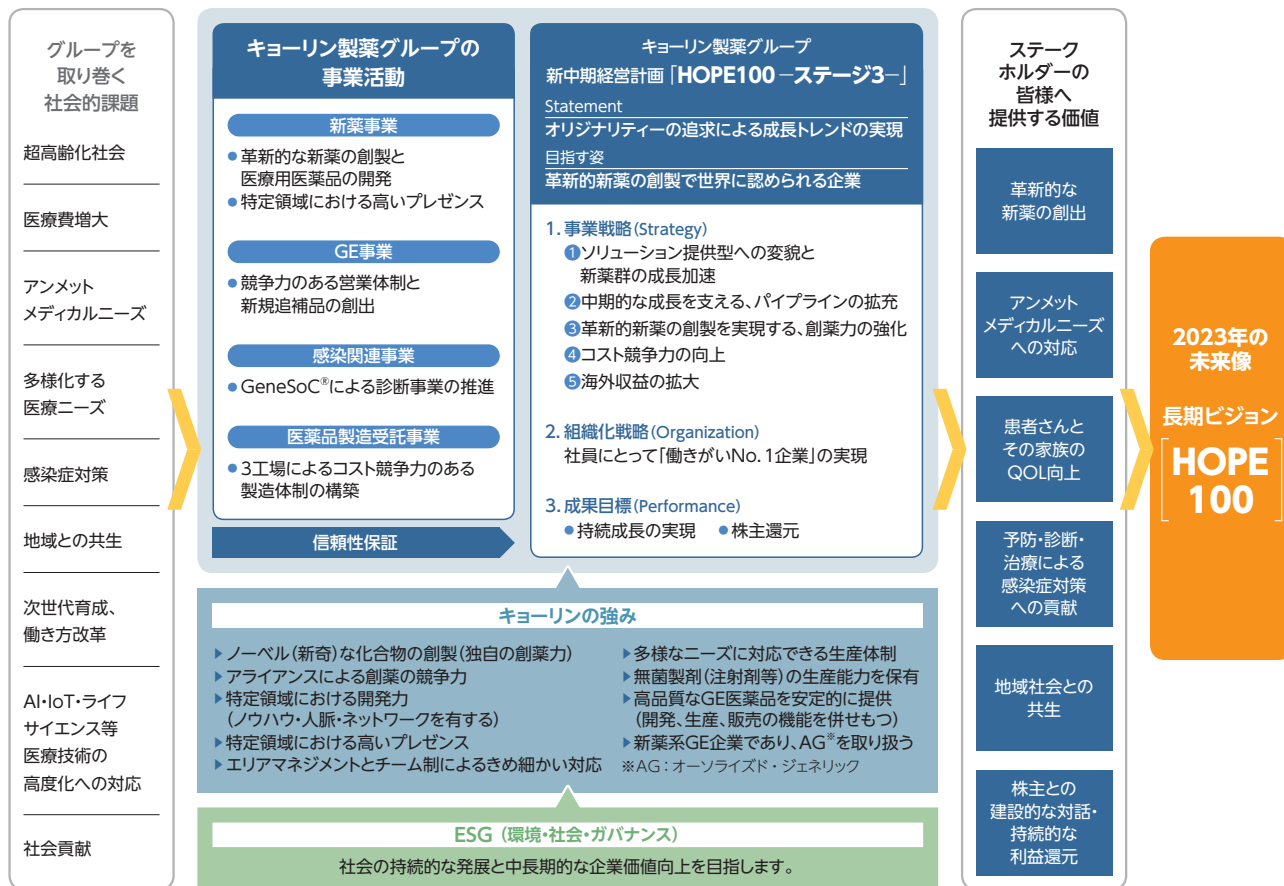 グループを
取り巻く
社会的課題
超高齢化社会
医療費増大
アンメット
メディカルニーズ
多様化する
医療ニーズ
感染症対策
地域との共生
次世代育成、
働き方改革
AI・IoT・ライフ
サイエンス等
医療技術の
高度化への対応
社会貢献
キョーリン製薬グループの
事業活動
新薬事業
●革新的な新薬の創製と
医療用医薬品の開発
●特定領域における高いプレゼンス
GE事業
●競争力のある営業体制と
新規追補品の創出
感染関連事業
●GeneSoC®による診断事業の推進
医薬品製造受託事業
●3工場によるコスト競争力のある
製造体制の構築
信頼性保証
キョーリン製薬グループ
新中期経営計画「HOPE100 −ステージ3−」
Statement
オリジナリティーの追求による成長トレンドの実現
目指す姿
革新的新薬の創製で世界に認められる企業
1. 事業戦略(Strategy)
❶ソリューション提供型への変貌と
新薬群の成長加速
❷中期的な成長を支える、パイプラインの拡充
❸革新的新薬の創製を実現する、創薬力の強化
❹コスト競争力の向上
❺海外収益の拡大
2. 組織化戦略(Organization)
社員にとって「働きがいNo.1企業」の実現
3. 成果目標(Performance)
●持続成長の実現 ●株主還元
キョーリンの強み
▶ノーベル(新奇)な化合物の創製(独自の創薬力)
▶アライアンスによる創薬の競争力
▶特定領域における開発力
(ノウハウ・人脈・ネットワークを有する)
▶特定領域における高いプレゼンス
▶エリアマネジメントとチーム制によるきめ細かい対応
▶多様なニーズに対応できる生産体制
▶無菌製剤(注射剤等)の生産能力を保有
▶高品質なGE医薬品を安定的に提供
(開発、生産、販売の機能を併せもつ)
▶新薬系GE企業であり、AG※を取り扱う
※AG:オーソライズド・ジェネリック
ESG(環境・社会・ガバナンス)
社会の持続的な発展と中長期的な企業価値向上を目指します。
ステーク
ホルダーの
皆様へ
提供する価値
革新的な
新薬の創出
アンメット
メディカルニーズ
への対応
患者さんと
その家族の
QOL向上
予防・診断・
治療による
感染症対策
への貢献
地域社会との
共生
株主との
建設的な対話・
持続的な
利益還元
2023年の
未来像
長期ビジョン
[HOPE
100]